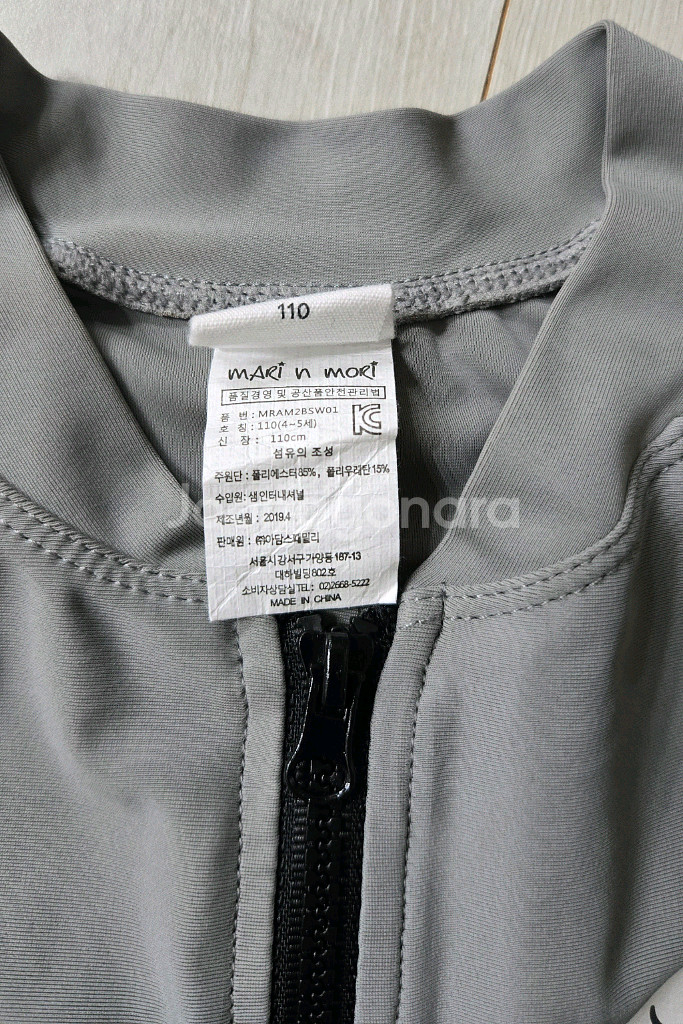 110
mARi n moRi
품질경영 및 공산품안전관리법
품 번 : MRAM2BSW01
호 칭 : 110(4~5세)
신 장 : 110cm
섬유의 조성
주원단 : 폴리에스터85%, 폴리우레탄15%
수입원: 샘인터내셔널
제조년월 : 2019.4
판매원 : ㈜아담스패밀리
서울시강서구가양동187-13
대하빌딩802호
소비자상담실TEL: 02)2668-5222
MADE IN CHINA
Joonggonara